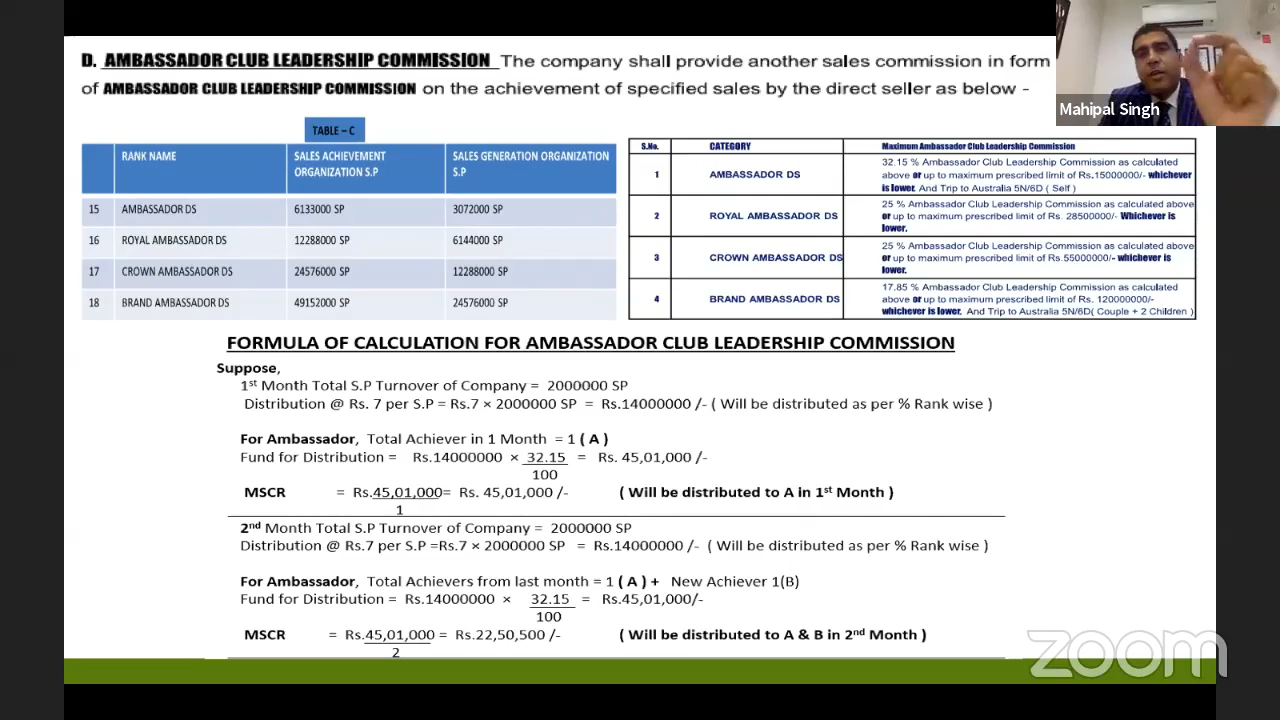 D. AMBASSADOR CLUB LEADERSHIP COMMISSION The company shall provide another sales commission in form
of AMBASSADOR CLUB LEADERSHIP COMMISSION on the achievement of specified sales by the direct seller as below -
Mahipal Singh
TABLE – C
RANK NAME SALES ACHIEVEMENT ORGANIZATION S.P SALES GENERATION ORGANIZATION S.P
15 AMBASSADOR DS 6133000 SP 3072000 SP
16 ROYAL AMBASSADOR DS 12288000 SP 6144000 SP
17 CROWN AMBASSADOR DS 24576000 SP 12288000 SP
18 BRAND AMBASSADOR DS 49152000 SP 24576000 SP
S.No. CATEGORY Maximum Ambassador Club Leadership Commission
1 AMBASSADOR DS 32.15 % Ambassador Club Leadership Commission as calculated
above or up to maximum prescribed limit of Rs.15000000/- whichever
is lower. And Trip to Australia 5N/6D ( Self )
2 ROYAL AMBASSADOR DS 25 % Ambassador Club Leadership Commission as calculated above
or up to maximum prescribed limit of Rs. 28500000/- Whichever is
lower.
3 CROWN AMBASSADOR DS 25 % Ambassador Club Leadership Commission as calculated above
or up to maximum prescribed limit of Rs.55000000/- whichever is
lower.
4 BRAND AMBASSADOR DS 17.85 % Ambassador Club Leadership Commission as calculated
above or up to maximum prescribed limit of Rs. 120000000/-
whichever is lower. And Trip to Australia 5N/6D( Couple + 2 Children )
FORMULA OF CALCULATION FOR AMBASSADOR CLUB LEADERSHIP COMMISSION
Suppose,
1st Month Total S.P Turnover of Company = 2000000 SP
Distribution @ Rs. 7 per S.P = Rs.7 × 2000000 SP = Rs.14000000 /- ( Will be distributed as per % Rank wise )
For Ambassador, Total Achiever in 1 Month = 1 ( A )
Fund for Distribution = Rs.14000000 × 32.15 = Rs. 45,01,000 /-
100
MSCR = Rs.45,01,000= Rs. 45,01,000 /- ( Will be distributed to A in 1st Month )
1
2nd Month Total S.P Turnover of Company = 2000000 SP
Distribution @ Rs.7 per S.P =Rs.7 × 2000000 SP = Rs.14000000 /- ( Will be distributed as per % Rank wise )
For Ambassador, Total Achievers from last month = 1 ( A ) + New Achiever 1(B)
Fund for Distribution = Rs.14000000 × 32.15 = Rs.45,01,000/-
100
MSCR = Rs.45,01,000 = Rs.22,50,500 /- ( Will be distributed to A & B in 2nd Month )
2
zoom